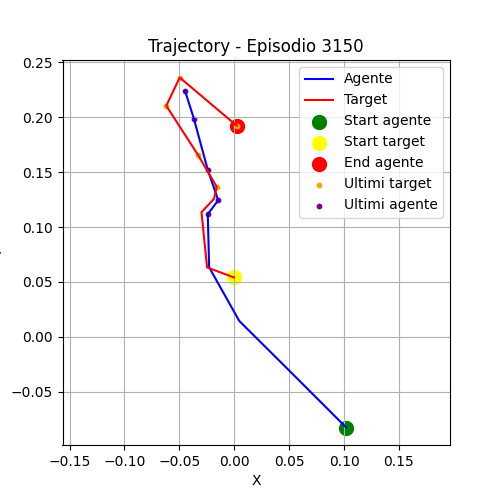 Trajectory - Episodio 3150
0.25
0.20
0.15
0.10
0.05
0.00
−0.05
−0.15
−0.10
−0.05
0.00
0.05
0.10
0.15
X
Agente
Target
Start agente
Start target
End agente
Ultimi target
Ultimi agente